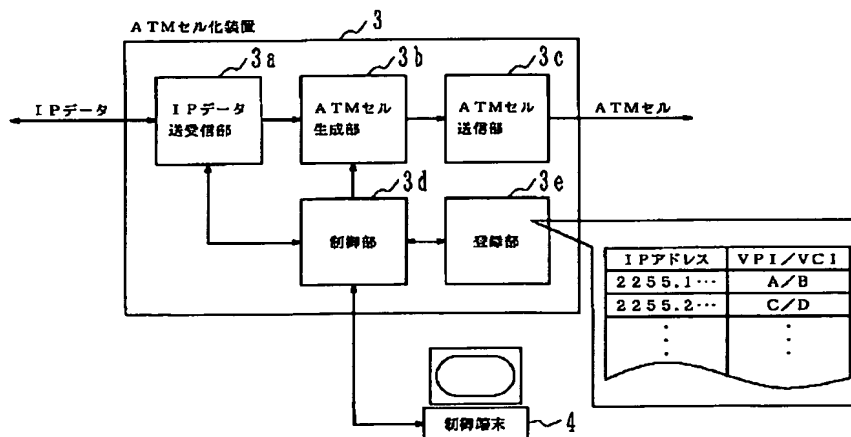 ATMセル化装置
3
3a
3b
3c
IPデータ
IPデータ
送受信部
ATMセル
生成部
ATMセル
送信部
ATMセル
3d
3e
制御部
登録部
IPアドレス VPI/VCI
2255.1… A/B
2255.2… C/D
制御端末
4